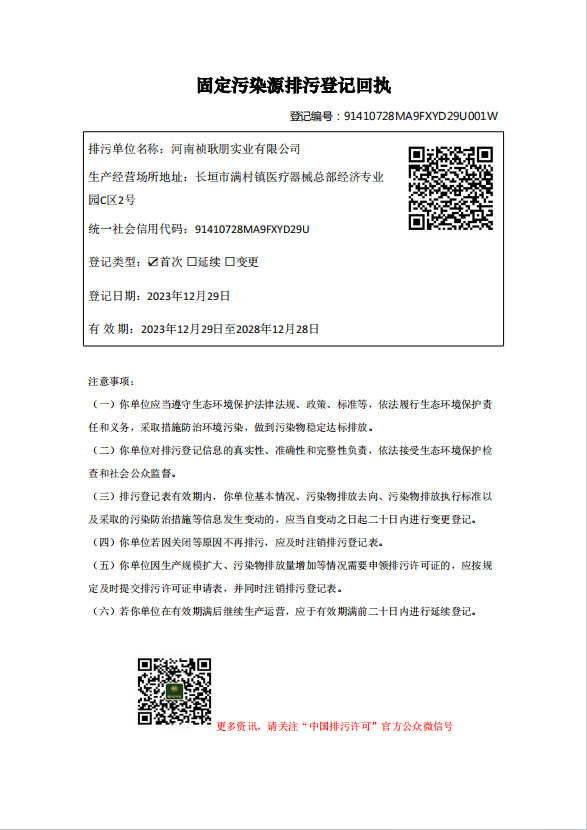 固定污染源排污登记回执
登记编号：91410728MA9FXYD29U001W
排污单位名称：河南祯耿朋实业有限公司
生产经营场所地址：长垣市满村镇医疗器械总部经济专业
园C区2号
统一社会信用代码：91410728MA9FXYD29U
登记类型：☑首次 ☐延续 ☐变更
登记日期：2023年12月29日
有 效 期：2023年12月29日至2028年12月28日
注意事项：
（一）你单位应当遵守生态环境保护法律法规、政策、标准等，依法履行生态环境保护责
任和义务，采取措施防治环境污染，做到污染物稳定达标排放。
（二）你单位对排污登记信息的真实性、准确性和完整性负责，依法接受生态环境保护检
查和社会公众监督。
（三）排污登记表有效期内，你单位基本情况、污染物排放去向、污染物排放执行标准以
及采取的污染防治措施等信息发生变动的，应当自变动之日起二十日内进行变更登记。
（四）你单位若因关闭等原因不再排污，应及时注销排污登记表。
（五）你单位因生产规模扩大、污染物排放量增加等情况需要申领排污许可证的，应按规
定及时提交排污许可证申请表，并同时注销排污登记表。
（六）若你单位在有效期满后继续生产运营，应于有效期满前二十日内进行延续登记。
更多资讯，请关注“中国排污许可”官方公众微信号